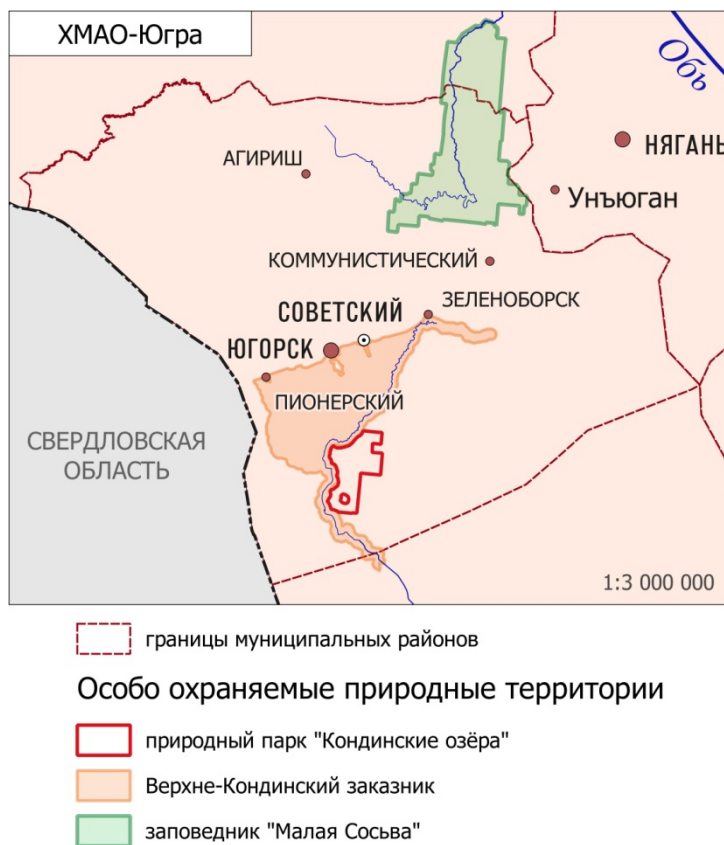 ХМАО-Югра
Обь
НЯГАНЬ
АГИРИШ
Унъюган
КОММУНИСТИЧЕСКИЙ
ЗЕЛЕНОБОРСК
СОВЕТСКИЙ
ЮГОРСК
ПИОНЕРСКИЙ
СВЕРДЛОВСКАЯ
ОБЛАСТЬ
1:3 000 000
границы муниципальных районов
Особо охраняемые природные территории
природный парк "Кондинские озёра"
Верхне-Кондинский заказник
заповедник "Малая Сосьва"